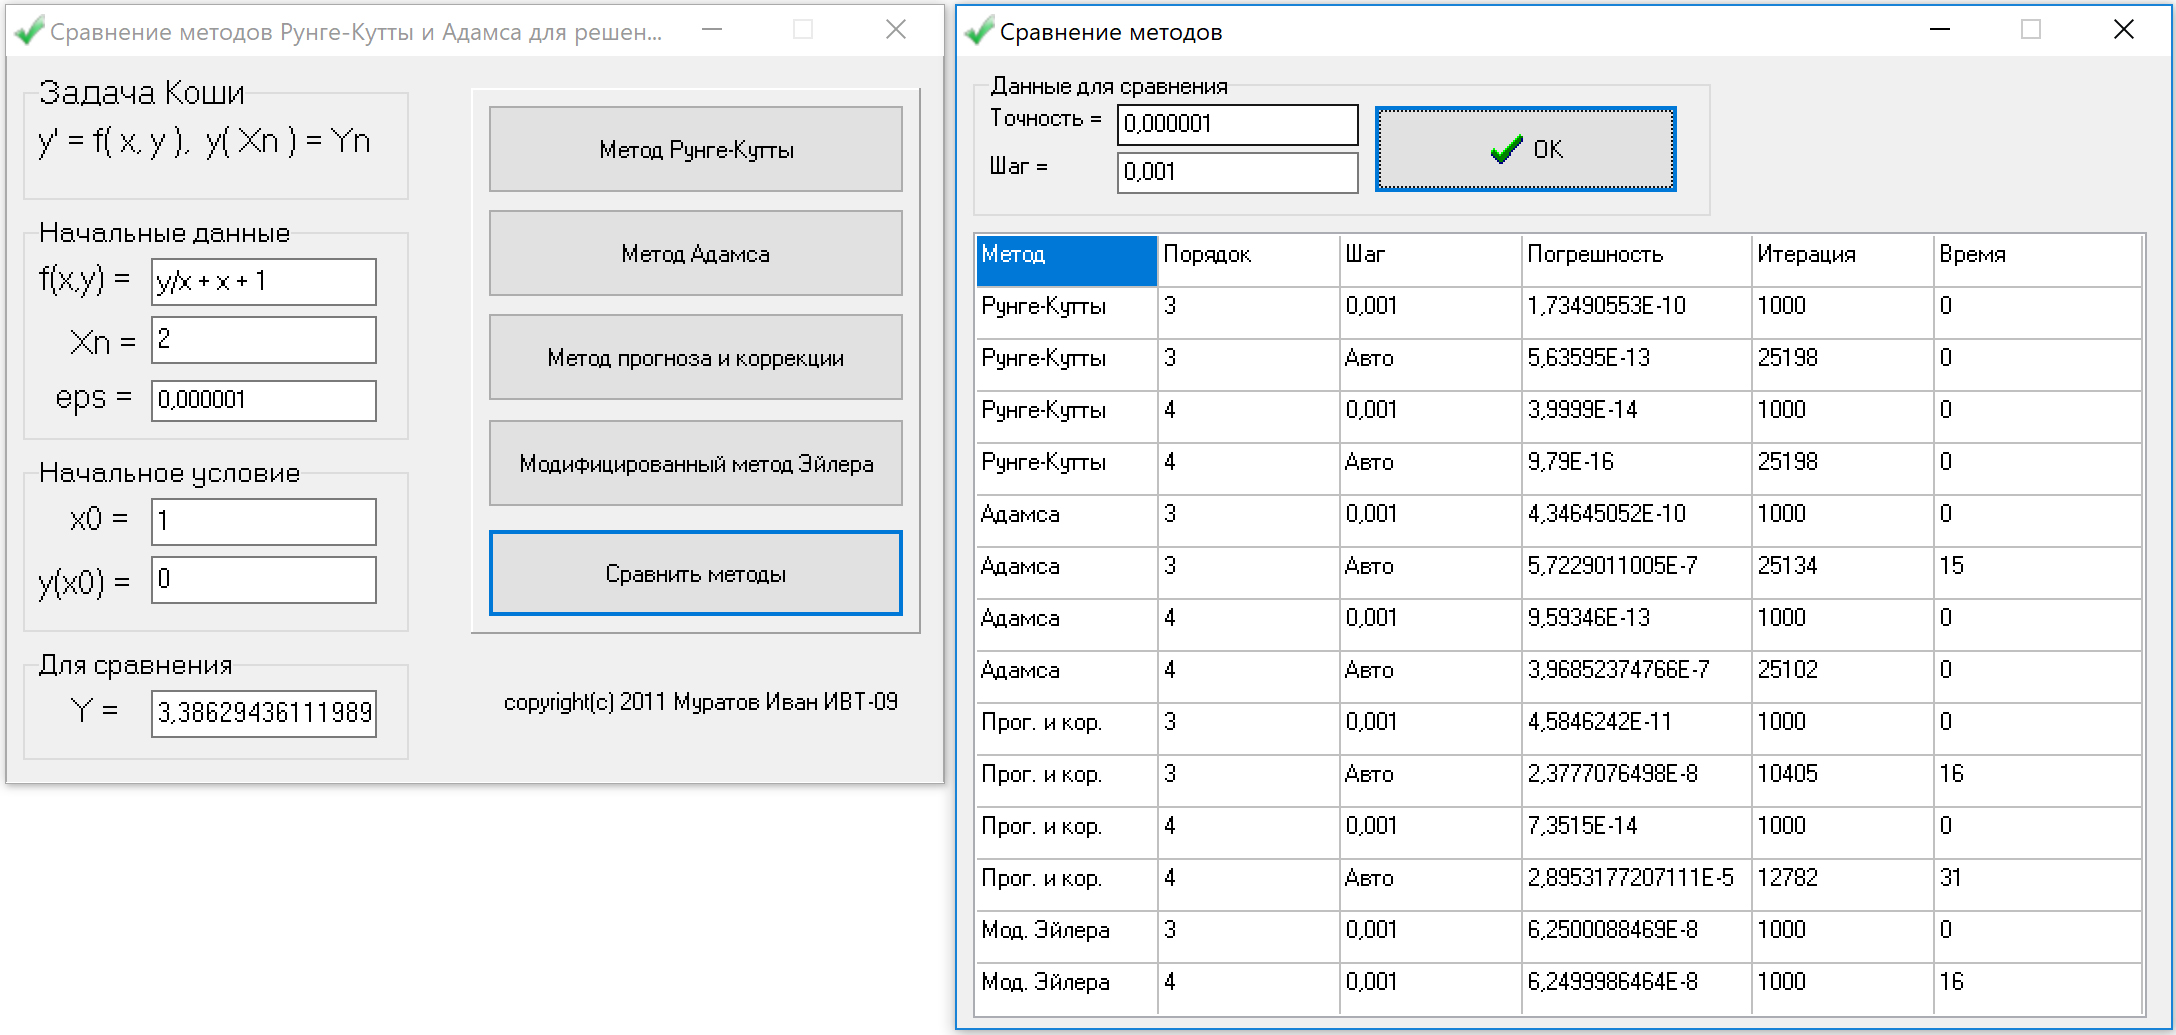 Сравнение методов Рунге-Кутты и Адамса для решен...
Задача Коши
y' = f( x, y ), y( Xn ) = Yn
Начальные данные
f(x,y) = y/x + x + 1
Xn = 2
eps = 0,000001
Начальное условие
x0 = 1
y(x0) = 0
Для сравнения
Y = 3,38629436111989
Метод Рунге-Кутты
Метод Адамса
Метод прогноза и коррекции
Модифицированный метод Эйлера
Сравнить методы
copyright(c) 2011 Муратов Иван ИВТ-09
Сравнение методов
Данные для сравнения
Точность = 0,000001
Шаг = 0,001
OK
Метод Порядок Шаг Погрешность Итерация Время
Рунге-Кутты 3 0,001 1,73490553E-10 1000 0
Рунге-Кутты 3 Авто 5,63595E-13 25198 0
Рунге-Кутты 4 0,001 3,9999E-14 1000 0
Рунге-Кутты 4 Авто 9,79E-16 25198 0
Адамса 3 0,001 4,34645052E-10 1000 0
Адамса 3 Авто 5,7229011005E-7 25134 15
Адамса 4 0,001 9,59346E-13 1000 0
Адамса 4 Авто 3,96852374766E-7 25102 0
Прог. и кор. 3 0,001 4,5846242E-11 1000 0
Прог. и кор. 3 Авто 2,3777076498E-8 10405 16
Прог. и кор. 4 0,001 7,3515E-14 1000 0
Прог. и кор. 4 Авто 2,8953177207111E-5 12782 31
Мод. Эйлера 3 0,001 6,2500088469E-8 1000 0
Мод. Эйлера 4 0,001 6,2499986464E-8 1000 16